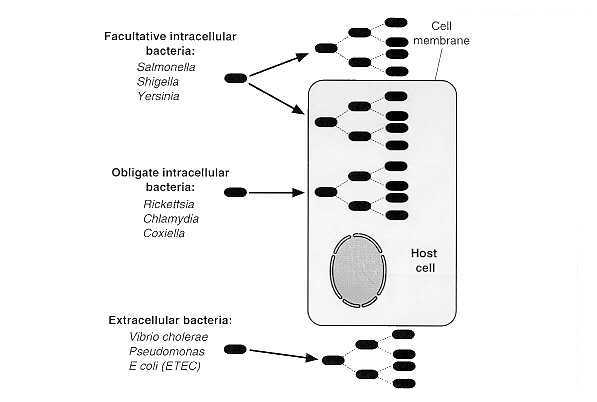 Facultative intracellular
bacteria:
Salmonella
Shigella
Yersinia
Cell
membrane
Obligate intracellular
bacteria:
Rickettsia
Chlamydia
Coxiella
Host
cell
Extracellular bacteria:
Vibrio cholerae
Pseudomonas
E coli (ETEC)